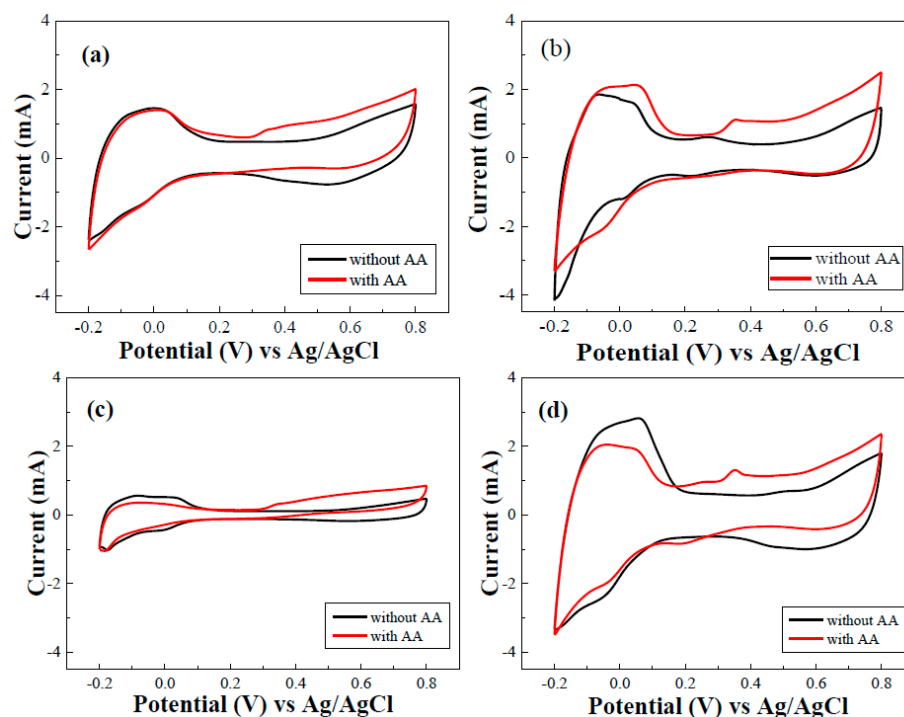 (a)
4
2
0
-2
-4
Current (mA)
-0.2 0.0 0.2 0.4 0.6 0.8
Potential (V) vs Ag/AgCl
without AA
with AA
(b)
4
2
0
-2
-4
Current (mA)
-0.2 0.0 0.2 0.4 0.6 0.8
Potential (V) vs Ag/AgCl
without AA
with AA
(c)
4
2
0
-2
-4
Current (mA)
-0.2 0.0 0.2 0.4 0.6 0.8
Potential (V) vs Ag/AgCl
without AA
with AA
(d)
4
2
0
-2
-4
Current (mA)
-0.2 0.0 0.2 0.4 0.6 0.8
Potential (V) vs Ag/AgCl
without AA
with AA